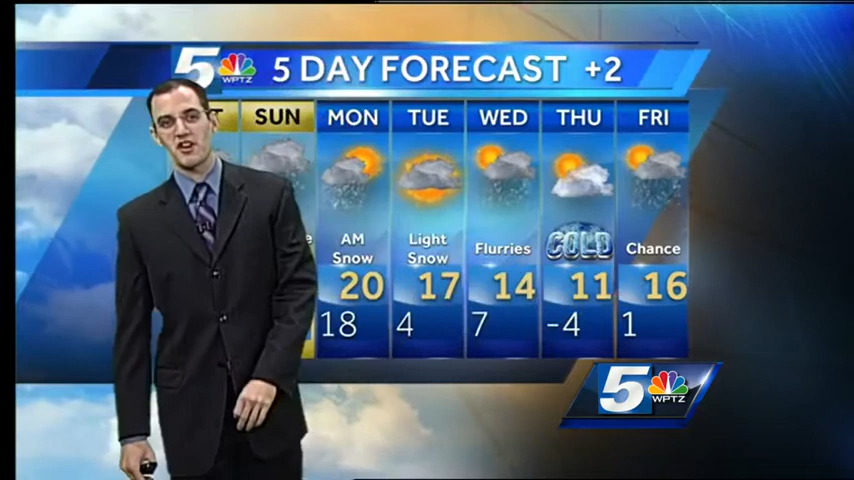 5 WPTZ 5 DAY FORECAST +2
SUN MON TUE WED THU FRI
AM Snow
Light Snow
Flurries
COLD
Chance
20 17 14 11 16
18 4 7 -4 1
5 WPTZ